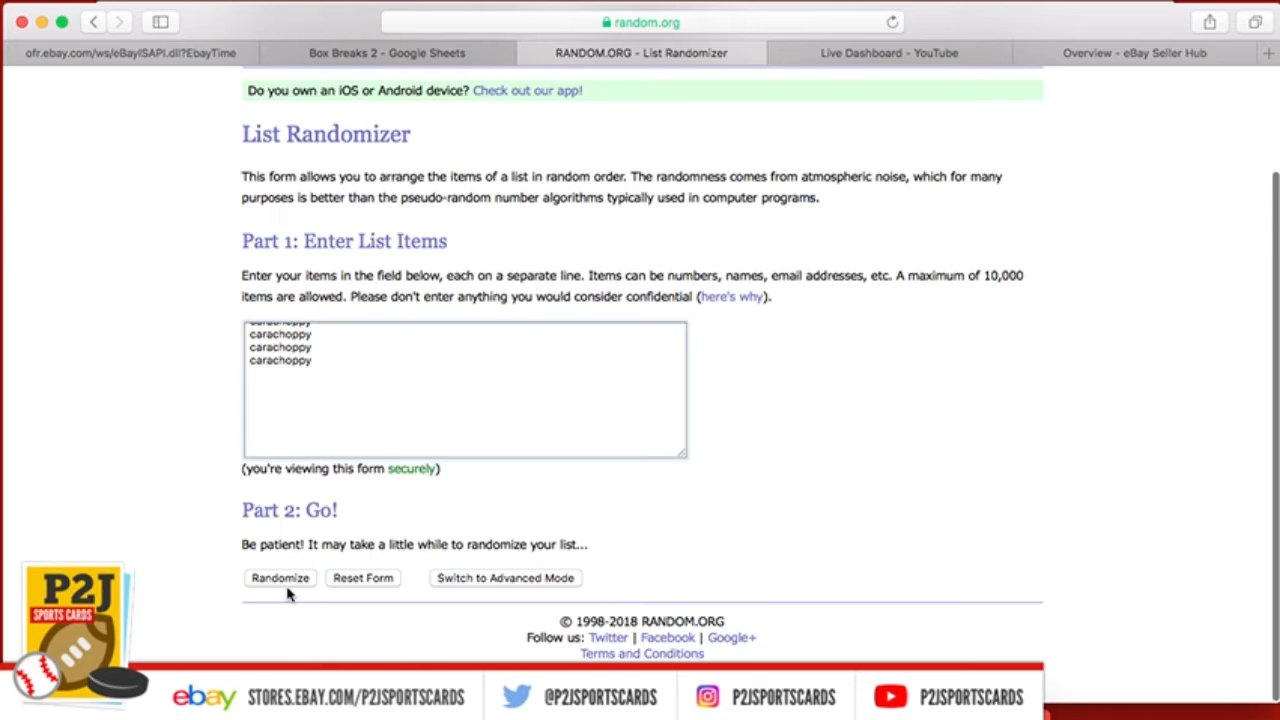 random.org
ofr.ebay.com/ws/eBayISAPI.dll?EbayTime
Box Breaks 2 - Google Sheets
RANDOM.ORG - List Randomizer
Live Dashboard - YouTube
Overview - eBay Seller Hub
Do you own an iOS or Android device? Check out our app!
List Randomizer
This form allows you to arrange the items of a list in random order. The randomness comes from atmospheric noise, which for many
purposes is better than the pseudo-random number algorithms typically used in computer programs.
Part 1: Enter List Items
Enter your items in the field below, each on a separate line. Items can be numbers, names, email addresses, etc. A maximum of 10,000
items are allowed. Please don't enter anything you would consider confidential (here's why).
carachoppy
carachoppy
carachoppy
(you're viewing this form securely)
Part 2: Go!
Be patient! It may take a little while to randomize your list...
Randomize
Reset Form
Switch to Advanced Mode
© 1998-2018 RANDOM.ORG
Follow us: Twitter | Facebook | Google+
Terms and Conditions
P2J
SPORTS CARDS
ebay STORES.EBAY.COM/P2JSPORTSCARDS
@P2JSPORTSCARDS
P2JSPORTSCARDS
P2JSPORTSCARDS